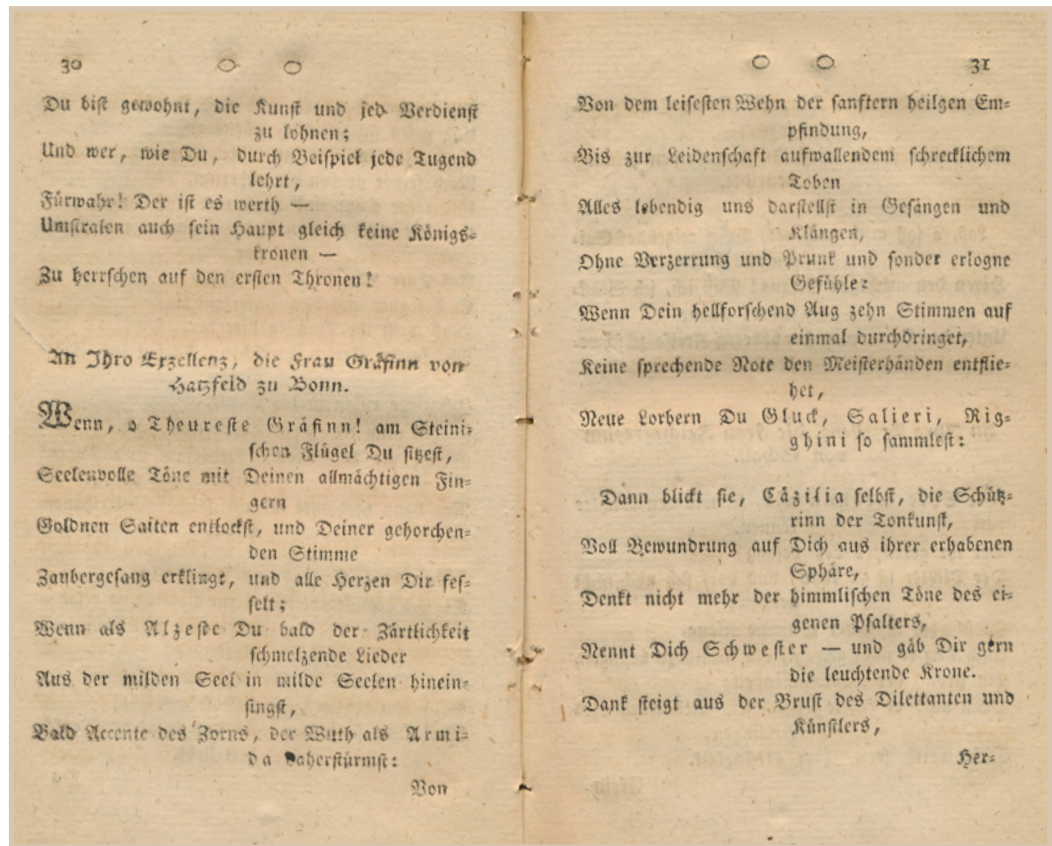 30
Du bist gewohnt, die Kunst und jed Verdienst
zu lohnen;
Und wer, wie Du, durch Beispiel jede Tugend
lehrt,
Fürwahr! Der ist es werth —
Umstralen auch sein Haupt gleich keine Königs-
kronen —
Zu herrschen auf den ersten Thronen!
An Ihro Exzellenz, die Frau Gräfinn von
Hatzfeld zu Bonn.
Wenn, o Theureste Gräfinn! am Steini-
schen Flügel Du sitzest,
Seelenvolle Töne mit Deinen allmächtigen Fin-
gern
Goldnen Saiten entlockst, und Deiner gehorchen-
den Stimme
Zaubergesang erklingt, und alle Herzen Dir fes-
selt;
Wenn als Alzeste Du bald der Zärtlichkeit
schmelzende Lieder
Aus der milden Seel in milde Seelen hinein-
singst,
Bald Accente des Zorns, der Wuth als Armi-
da daherstürmst:
Von
31
Von dem leisesten Wehn der sanftern heilgen Em-
pfindung,
Bis zur Leidenschaft aufwallendem schrecklichem
Toben
Alles lebendig uns darstellst in Gesängen und
Klängen,
Ohne Verzerrung und Prunk und sonder erlogne
Gefühle:
Wenn Dein hellforschend Aug zehn Stimmen auf
einmal durchdringet,
Keine sprechende Note den Meisterhänden entflie-
het,
Neue Lorbern Du Gluck, Salieri, Rig-
ghini so sammlest:
Dann blickt sie, Cäzilia selbst, die Schütz-
rinn der Tonkunst,
Voll Bewundrung auf Dich aus ihrer erhabenen
Sphäre,
Denkt nicht mehr der himmlischen Töne des ei-
genen Psalters,
Nennt Dich Schwester — und gäb Dir gern
die leuchtende Krone.
Dank steigt aus der Brust des Dilettanten und
Künstlers,
Her-